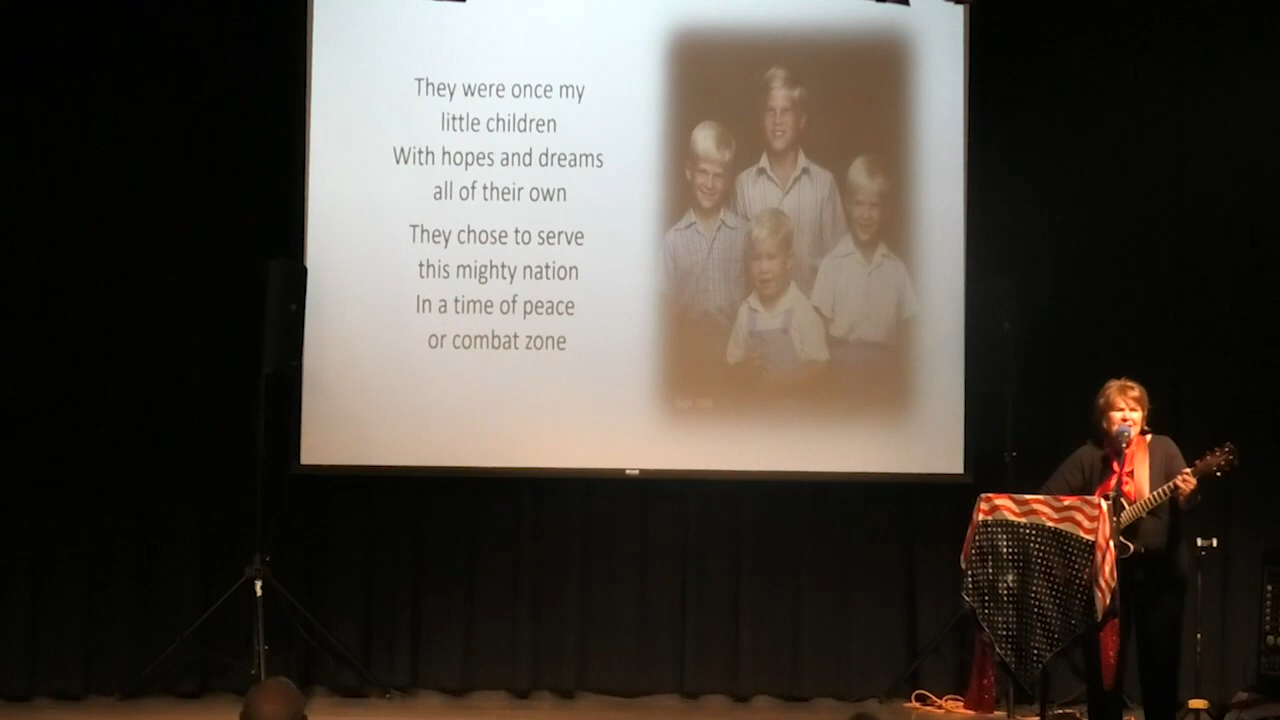 They were once my
little children
With hopes and dreams
all of their own
They chose to serve
this mighty nation
In a time of peace
or combat zone